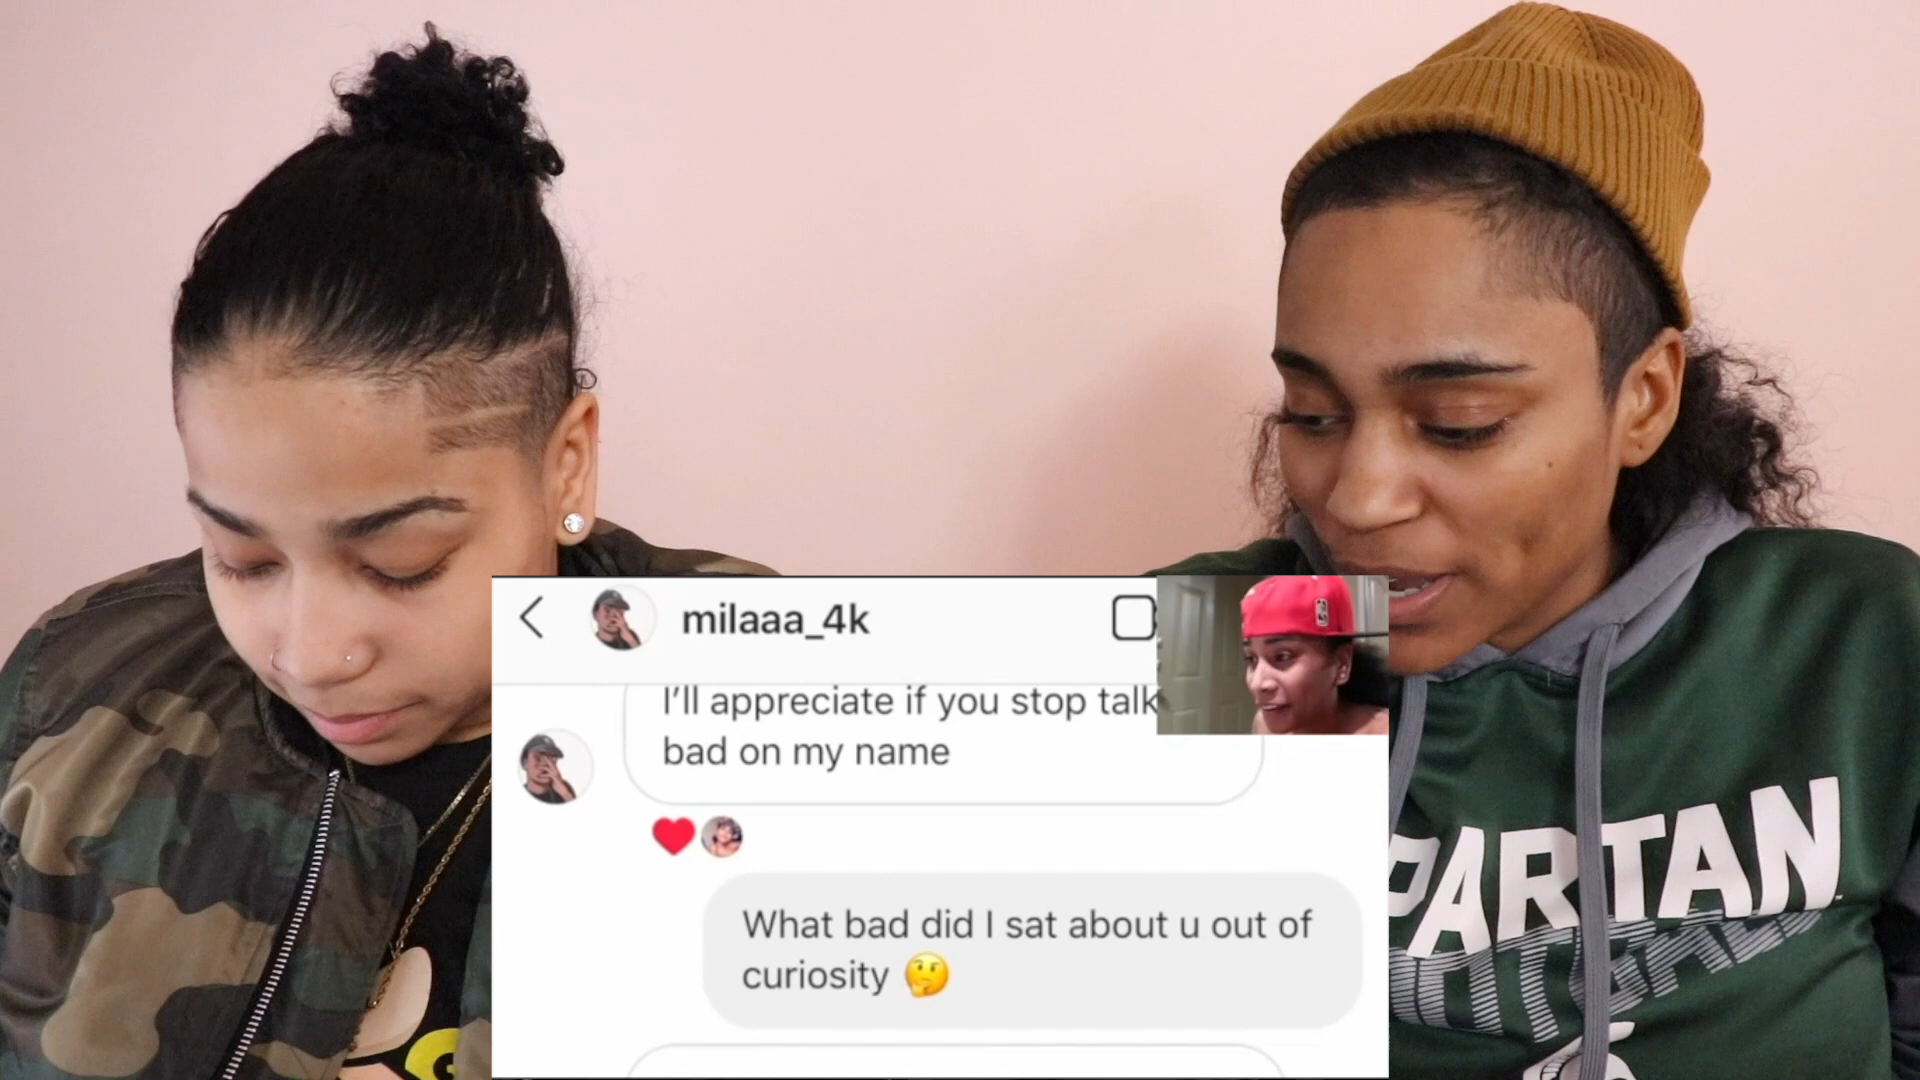 milaaa_4k
I'll appreciate if you stop talk
bad on my name
What bad did I sat about u out of
curiosity 🤔
PARTAN